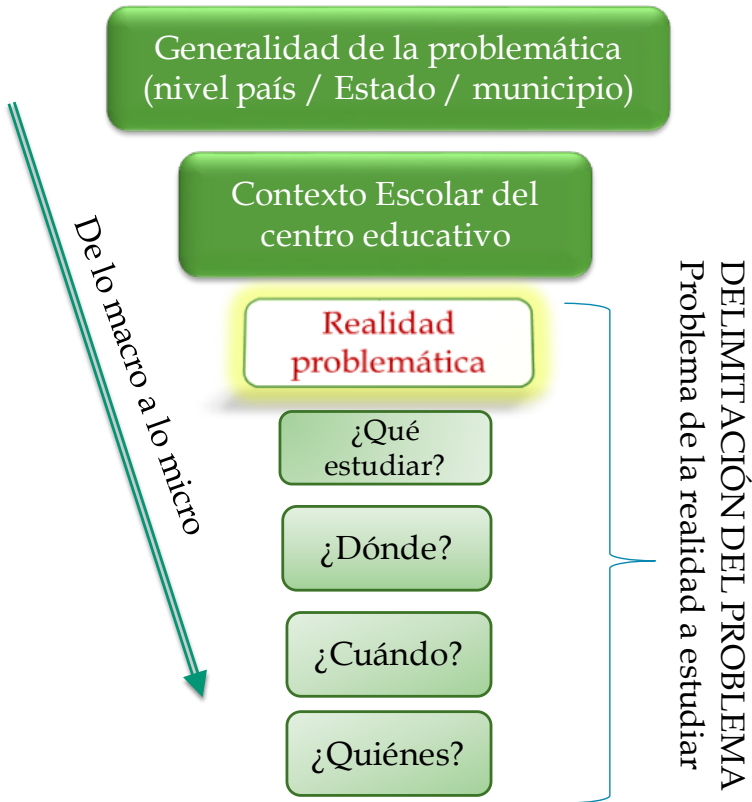 Generalidad de la problemática
(nivel país / Estado / municipio)
Contexto Escolar del
centro educativo
De lo macro a lo micro
Realidad
problemática
¿Qué
estudiar?
¿Dónde?
¿Cuándo?
¿Quiénes?
DELIMITACIÓN DEL PROBLEMA
Problema de la realidad a estudiar